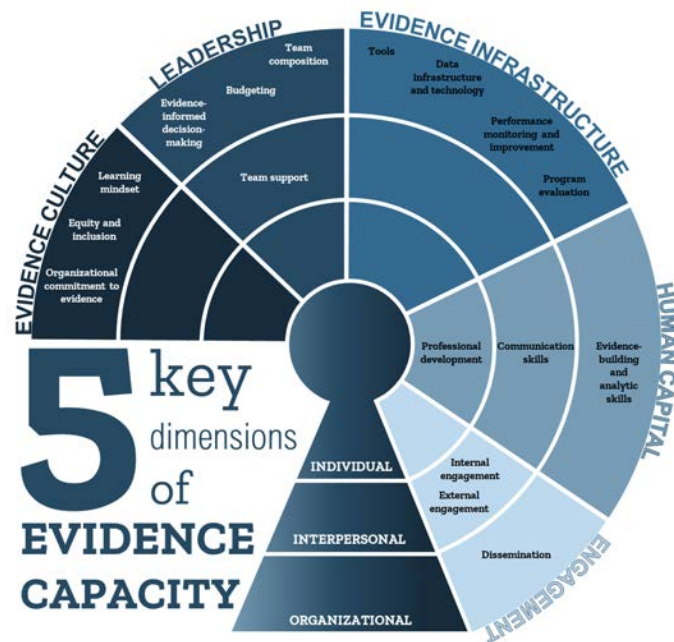 EVIDENCE CULTURE
Learning
mindset
Equity and
inclusion
Organizational
commitment to
evidence
LEADERSHIP
Team
composition
Budgeting
Evidence-
informed
decision-
making
Team support
EVIDENCE INFRASTRUCTURE
Tools
Data
infrastructure
and technology
Performance
monitoring and
improvement
Program
evaluation
HUMAN CAPITAL
Professional
development
Communication
skills
Evidence-
building
and
analytic
skills
ENGAGEMENT
Internal
engagement
External
engagement
Dissemination
5 key
dimensions
of
EVIDENCE
CAPACITY
INDIVIDUAL
INTERPERSONAL
ORGANIZATIONAL